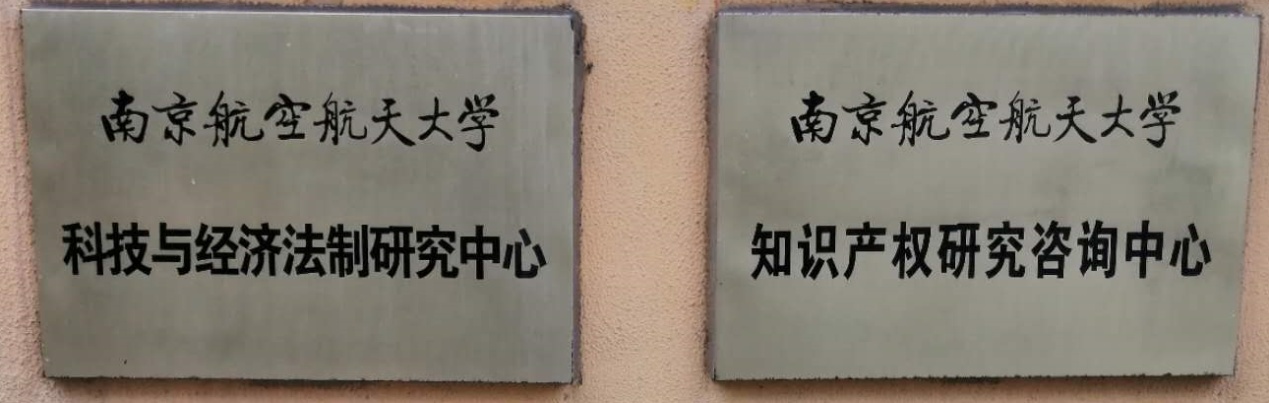 南京航空航天大学
科技与经济法制研究中心
南京航空航天大学
知识产权研究咨询中心